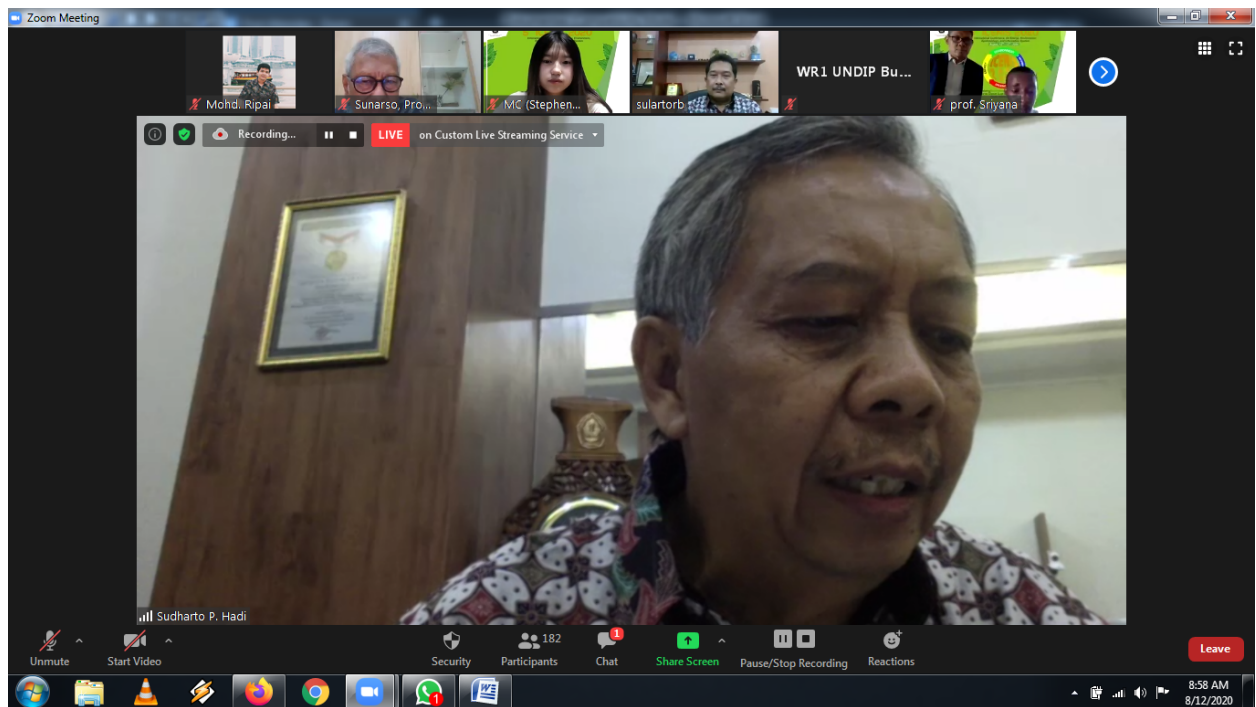 Zoom Meeting
Mohd. Ripai
Sunarso, Pro...
MC (Stephen...
sulartorb
WR1 UNDIP Bu...
prof. Sriyana
Recording...
LIVE on Custom Live Streaming Service
Sudharto P. Hadi
Unmute
Start Video
Security
182
Participants
1
Chat
Share Screen
Pause/Stop Recording
Reactions
Leave
1
8:58 AM
8/12/2020